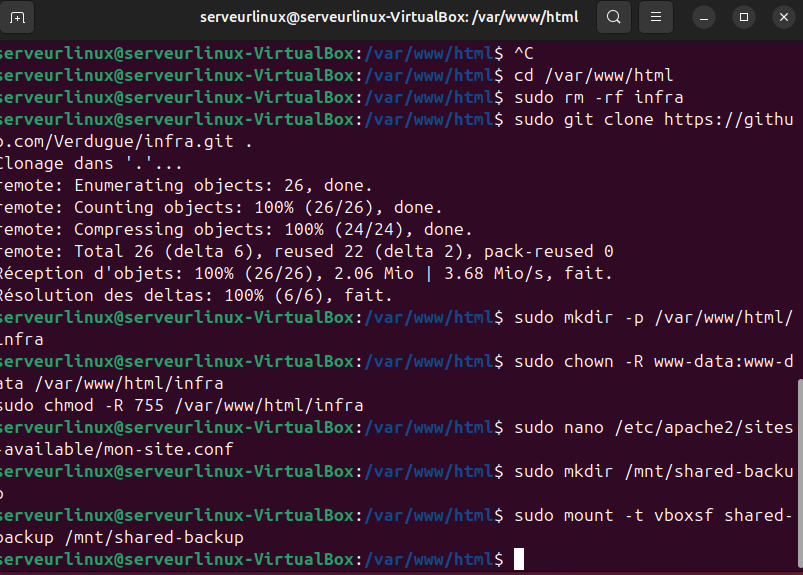 serveurlinux@serveurlinux-VirtualBox: /var/www/html
serveurlinux@serveurlinux-VirtualBox:/var/www/html$ ^C
serveurlinux@serveurlinux-VirtualBox:/var/www/html$ cd /var/www/html
serveurlinux@serveurlinux-VirtualBox:/var/www/html$ sudo rm -rf infra
serveurlinux@serveurlinux-VirtualBox:/var/www/html$ sudo git clone https://githu
b.com/Verdugue/infra.git .
Clonage dans '.'...
remote: Enumerating objects: 26, done.
remote: Counting objects: 100% (26/26), done.
remote: Compressing objects: 100% (24/24), done.
remote: Total 26 (delta 6), reused 22 (delta 2), pack-reused 0
Réception d'objets: 100% (26/26), 2.06 Mio | 3.68 Mio/s, fait.
Résolution des deltas: 100% (6/6), fait.
serveurlinux@serveurlinux-VirtualBox:/var/www/html$ sudo mkdir -p /var/www/html/
infra
serveurlinux@serveurlinux-VirtualBox:/var/www/html$ sudo chown -R www-data:www-d
ata /var/www/html/infra
sudo chmod -R 755 /var/www/html/infra
serveurlinux@serveurlinux-VirtualBox:/var/www/html$ sudo nano /etc/apache2/sites
-available/mon-site.conf
serveurlinux@serveurlinux-VirtualBox:/var/www/html$ sudo mkdir /mnt/shared-backu
p
serveurlinux@serveurlinux-VirtualBox:/var/www/html$ sudo mount -t vboxsf shared-
backup /mnt/shared-backup
serveurlinux@serveurlinux-VirtualBox:/var/www/html$